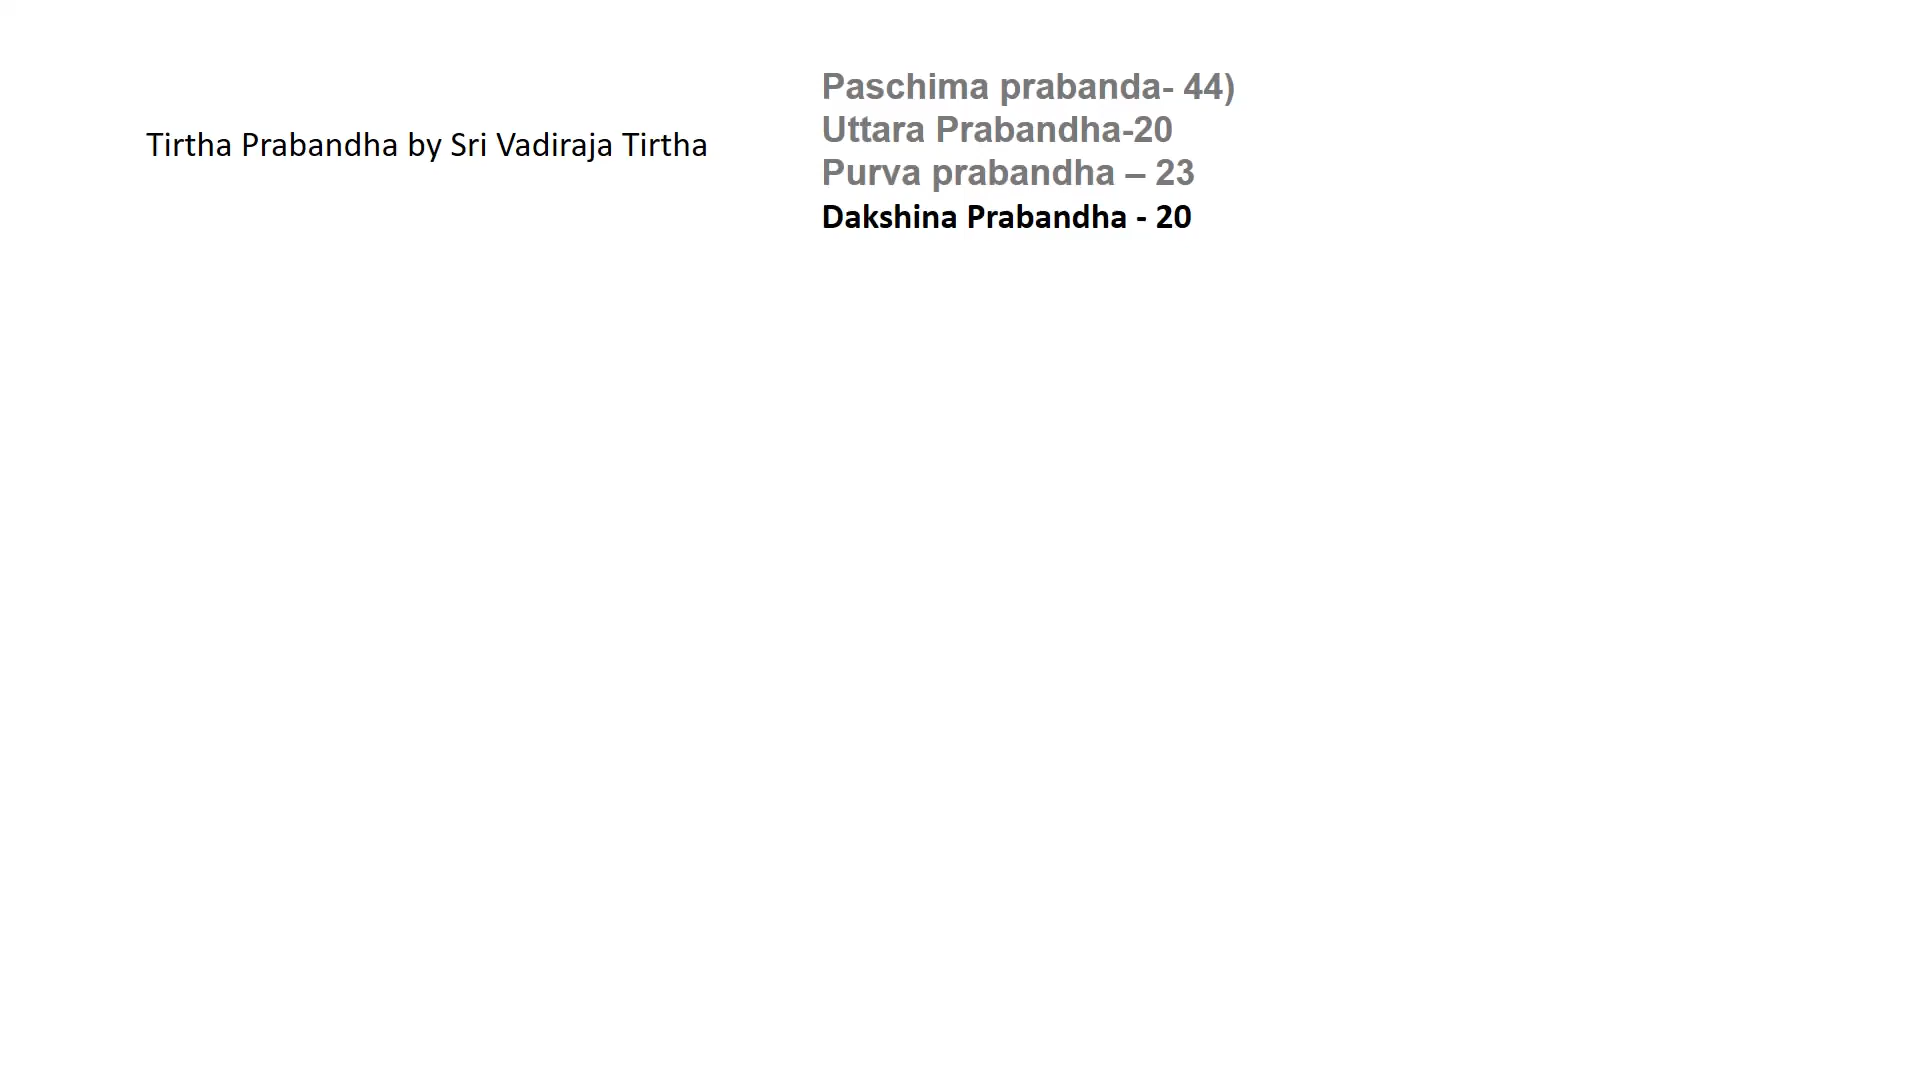 Tirtha Prabandha by Sri Vadiraja Tirtha
Paschima prabanda- 44)
Uttara Prabandha-20
Purva prabandha – 23
Dakshina Prabandha - 20